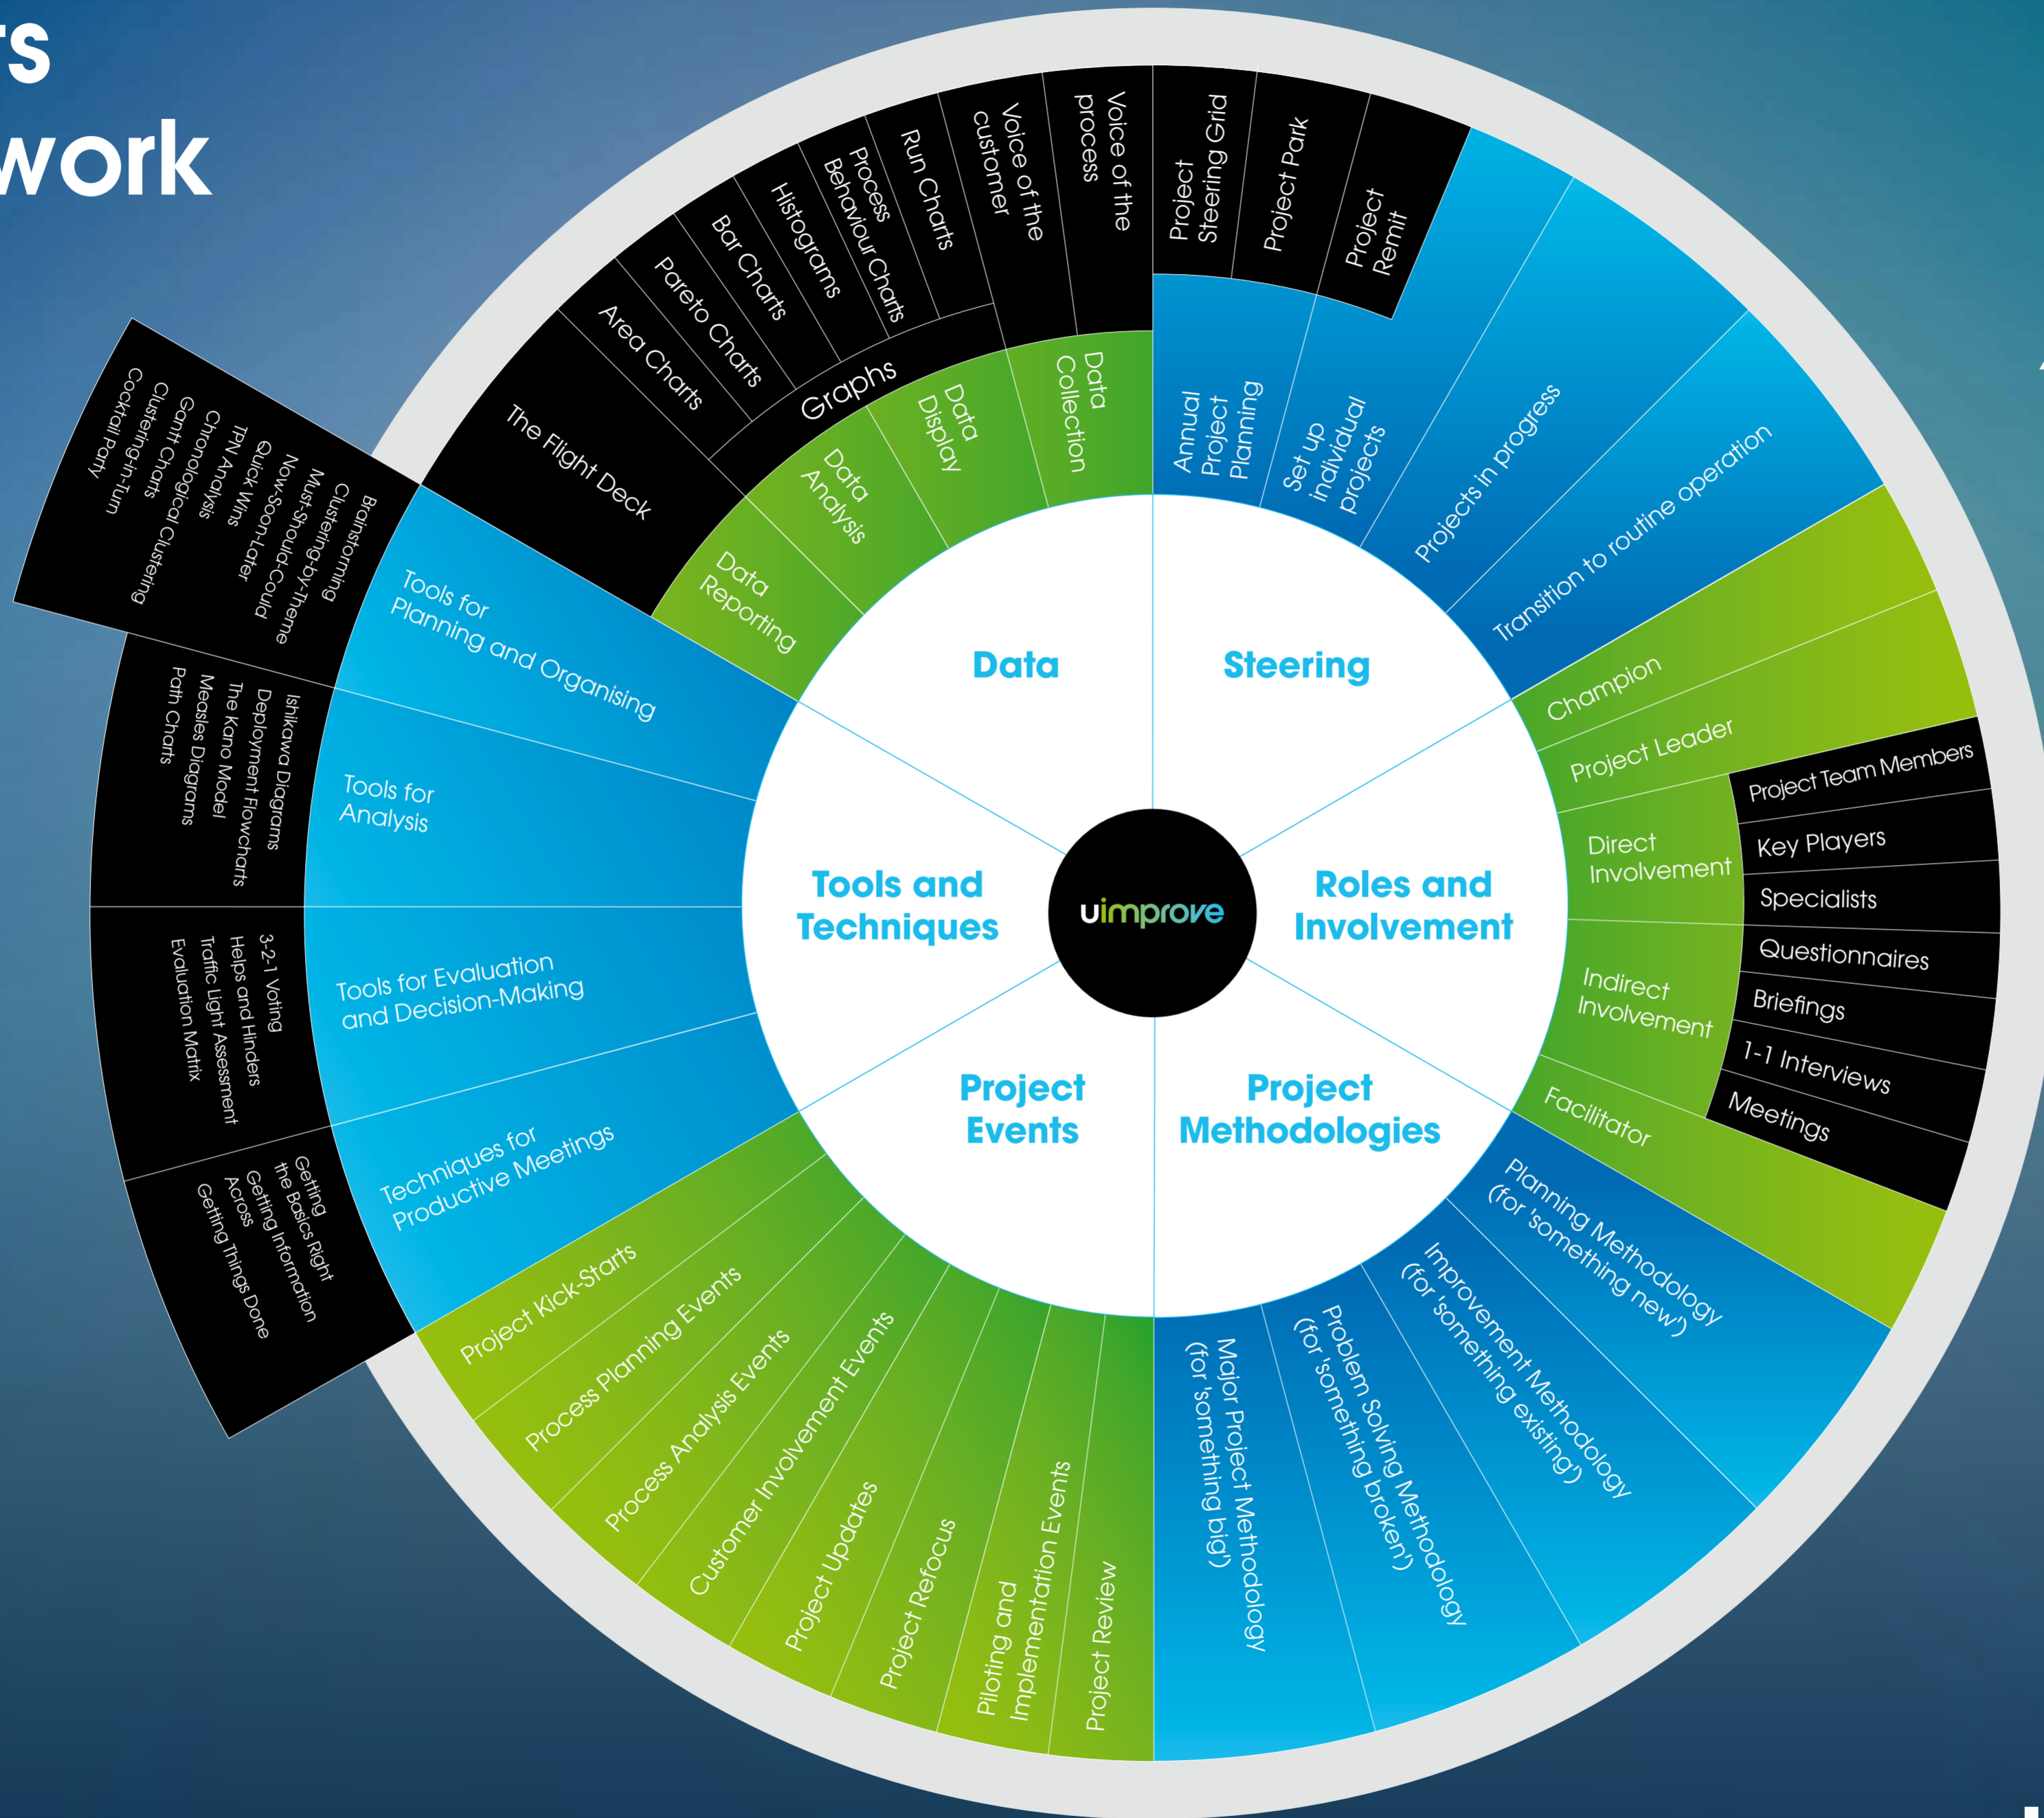 work
uimprove
Steering
Annual
Project
Planning
Project
Steering Grid
Project Park
Set up
individual
projects
Project
Remit
Projects in progress
Transition to routine operation
Roles and
Involvement
Champion
Project Leader
Direct
Involvement
Project Team Members
Key Players
Specialists
Indirect
Involvement
Questionnaires
Briefings
1-1 Interviews
Meetings
Facilitator
Project
Methodologies
Planning Methodology
(for 'something new')
Improvement Methodology
(for 'something existing')
Problem Solving Methodology
(for 'something broken')
Major Project Methodology
(for 'something big')
Project
Events
Project Review
Piloting and
Implementation Events
Project Refocus
Project Updates
Customer Involvement Events
Process Analysis Events
Process Planning Events
Project Kick-Starts
Tools and
Techniques
Techniques for
Productive Meetings
Getting
the Basics Right
Getting Information
Across
Getting Things Done
Tools for Evaluation
and Decision-Making
3-2-1 Voting
Helps and Hinders
Traffic Light Assessment
Evaluation Matrix
Tools for
Analysis
Ishikawa Diagrams
Deployment Flowcharts
The Kano Model
Measles Diagrams
Path Charts
Tools for
Planning and Organising
Brainstorming
Clustering-by-Theme
Must-Should-Could
Now-Soon-Later
Quick Wins
TPN Analysis
Chronological Clustering
Gantt Charts
Clustering-in-Turn
Cocktail Party
Data
Data
Reporting
The Flight Deck
Data
Analysis
Data
Display
Graphs
Area Charts
Pareto Charts
Bar Charts
Histograms
Process
Behaviour Charts
Run Charts
Data
Collection
Voice of the
customer
Voice of the
process